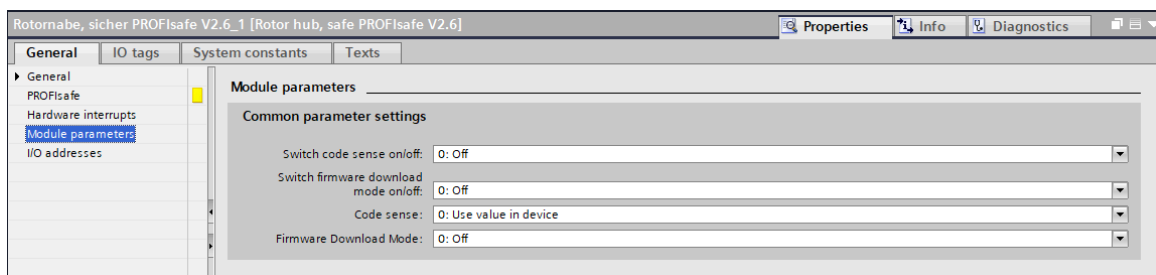 Rotornabe, sicher PROFIsafe V2.6_1 [Rotor hub, safe PROFIsafe V2.6]
Properties
Info
Diagnostics
General
IO tags
System constants
Texts
General
PROFIsafe
Hardware interrupts
Module parameters
I/O addresses
Module parameters
Common parameter settings
Switch code sense on/off: 0: Off
Switch firmware download
mode on/off: 0: Off
Code sense: 0: Use value in device
Firmware Download Mode: 0: Off